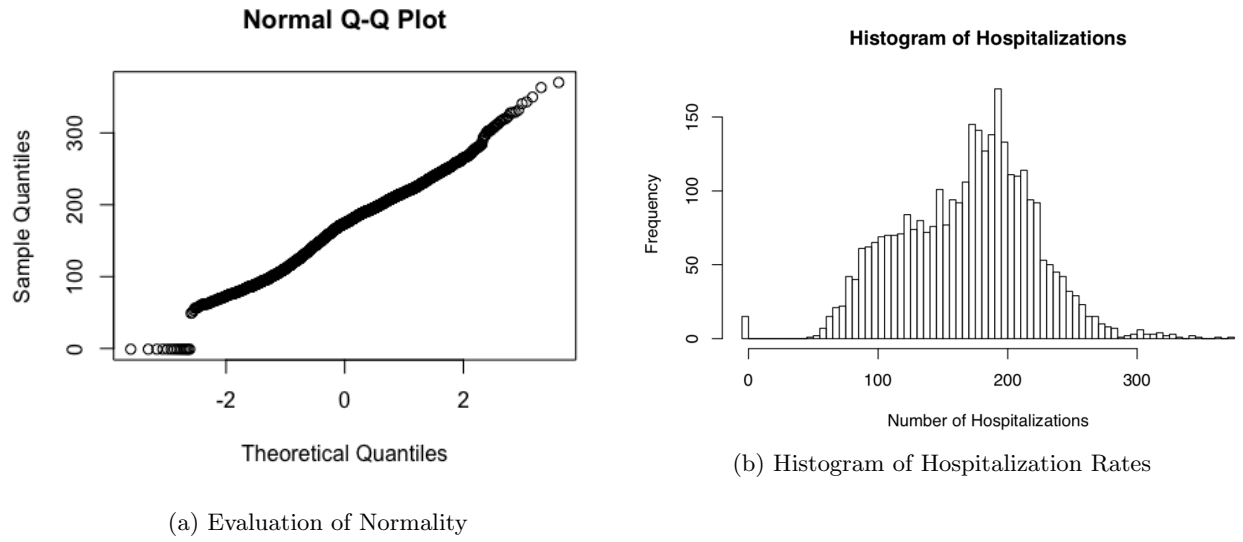 Normal Q-Q Plot
Sample Quantiles
300
200
100
0
-2 0 2
Theoretical Quantiles
(a) Evaluation of Normality
Histogram of Hospitalizations
Frequency
150
100
50
0
0 100 200 300
Number of Hospitalizations
(b) Histogram of Hospitalization Rates